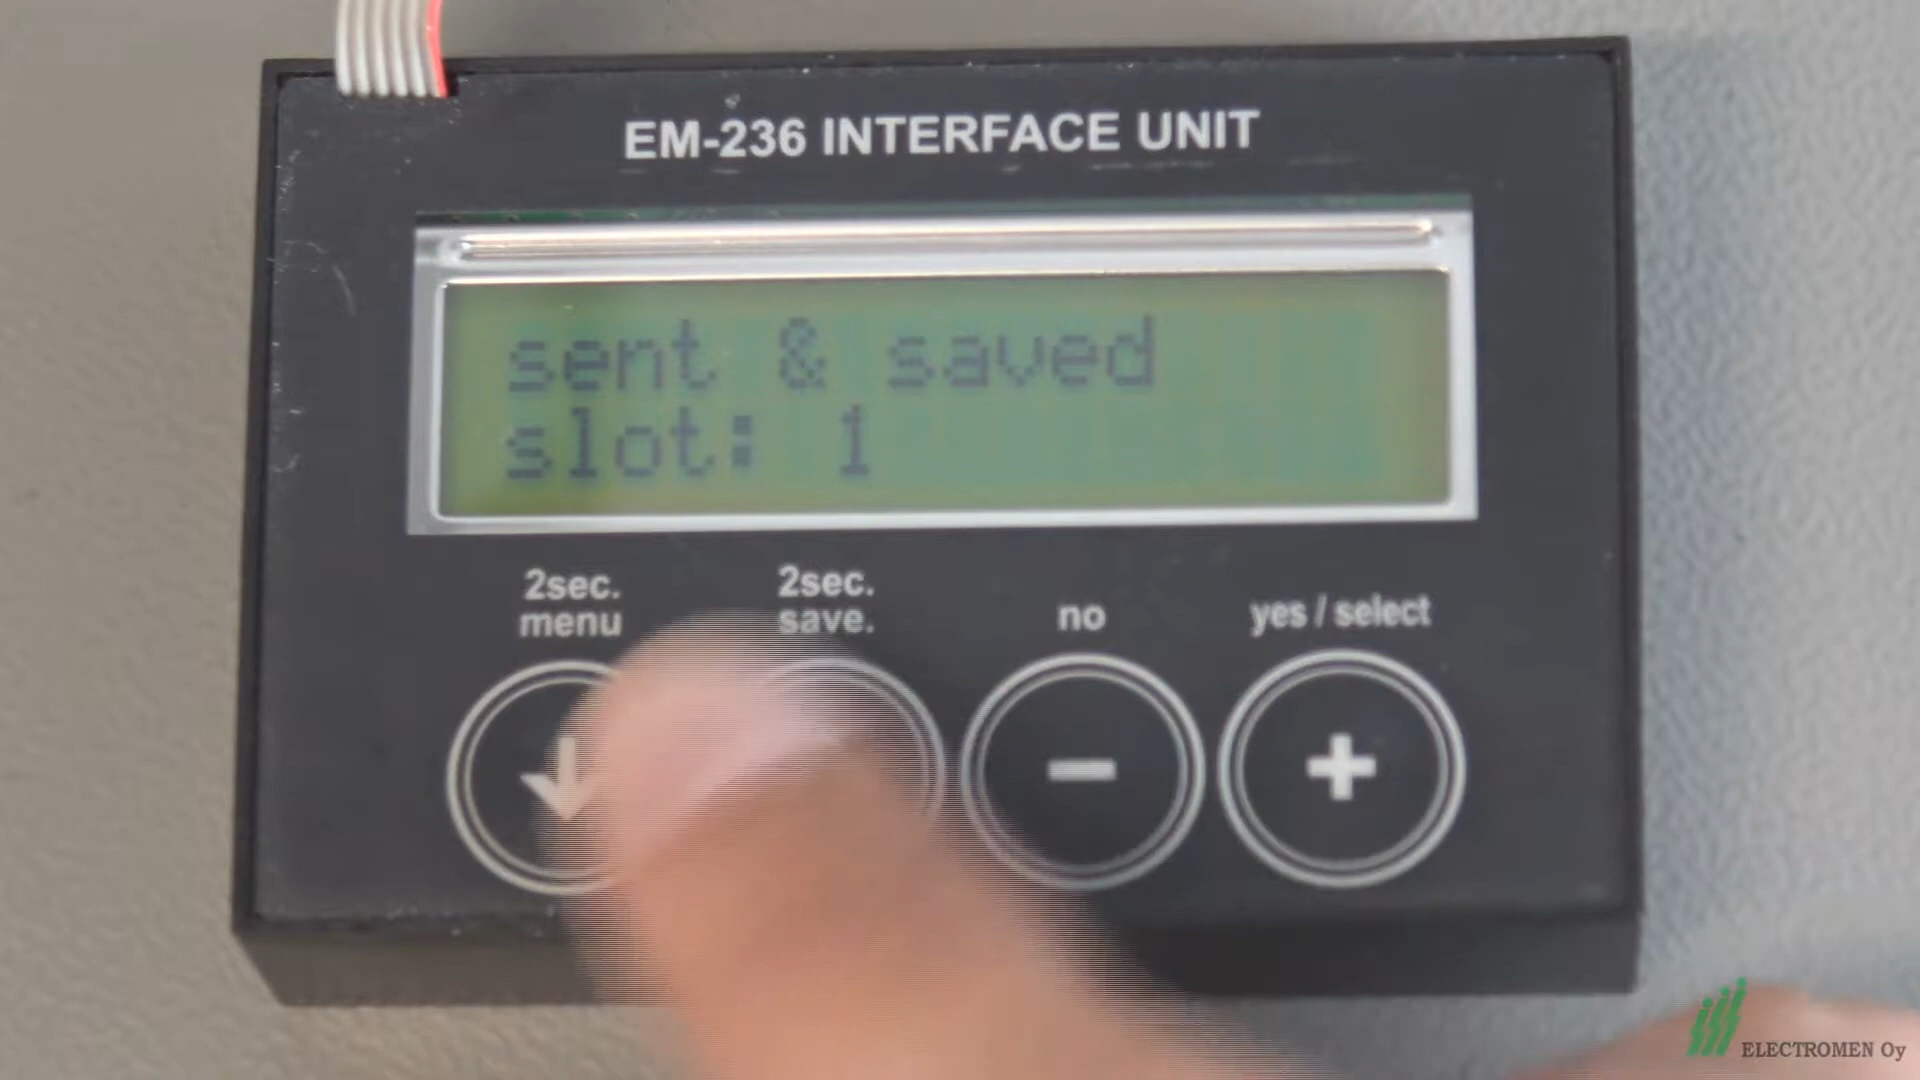 EM-236 INTERFACE UNIT
sent & saved
slot: 1
2sec. menu
2sec. save.
no
yes / select
ELECTROMEN Oy